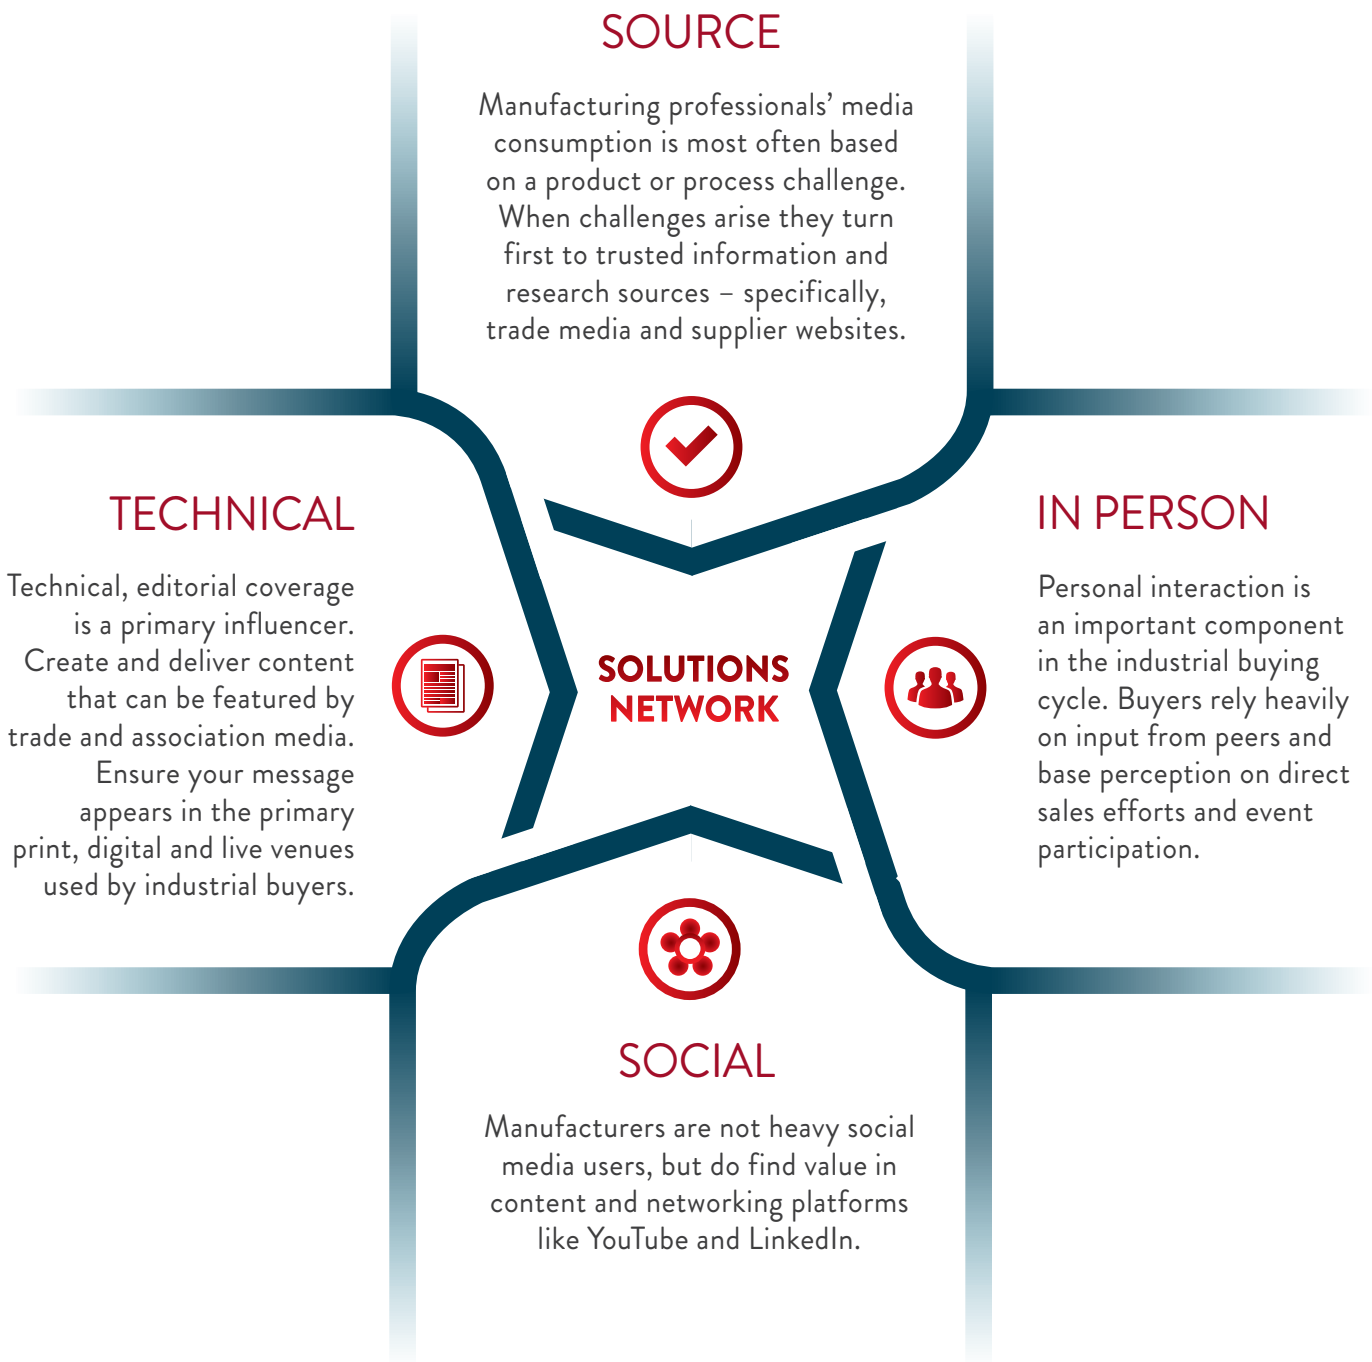 SOURCE
Manufacturing professionals’ media
consumption is most often based
on a product or process challenge.
When challenges arise they turn
first to trusted information and
research sources – specifically,
trade media and supplier websites.
TECHNICAL
Technical, editorial coverage
is a primary influencer.
Create and deliver content
that can be featured by
trade and association media.
Ensure your message
appears in the primary
print, digital and live venues
used by industrial buyers.
SOLUTIONS
NETWORK
IN PERSON
Personal interaction is
an important component
in the industrial buying
cycle. Buyers rely heavily
on input from peers and
base perception on direct
sales efforts and event
participation.
SOCIAL
Manufacturers are not heavy social
media users, but do find value in
content and networking platforms
like YouTube and LinkedIn.